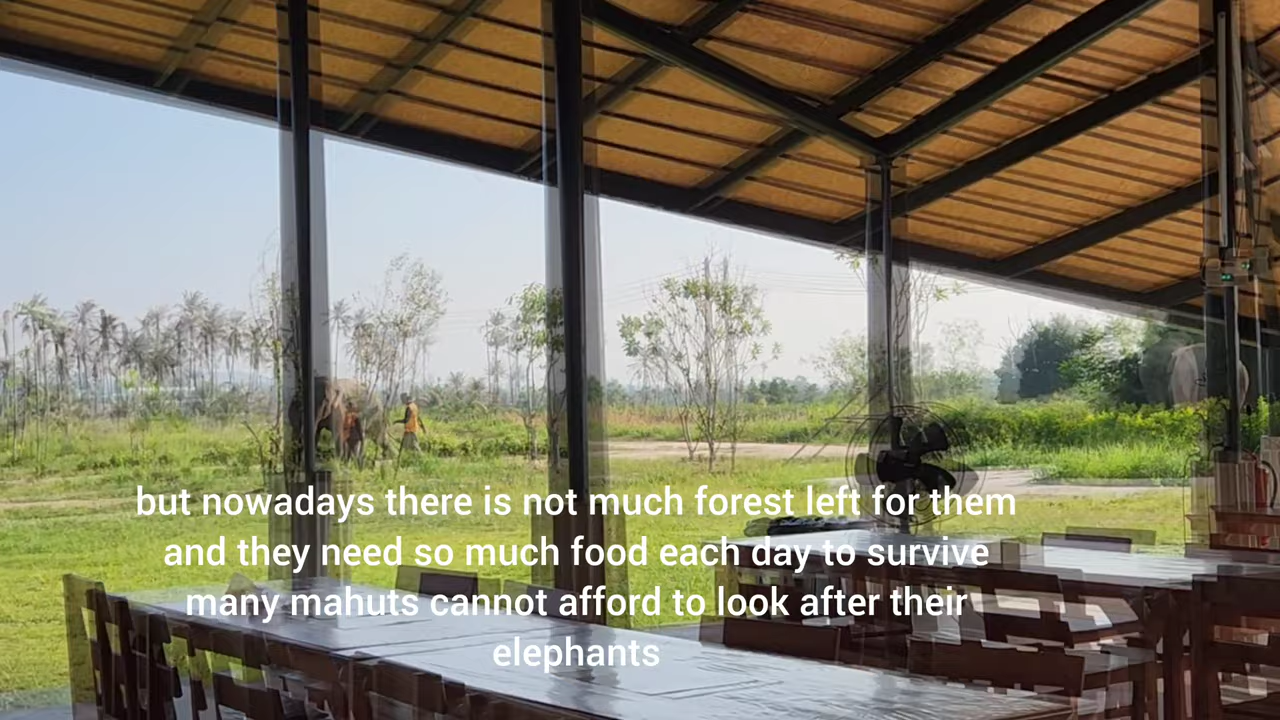 but nowadays there is not much forest left for them
and they need so much food each day to survive
many mahuts cannot afford to look after their
elephants